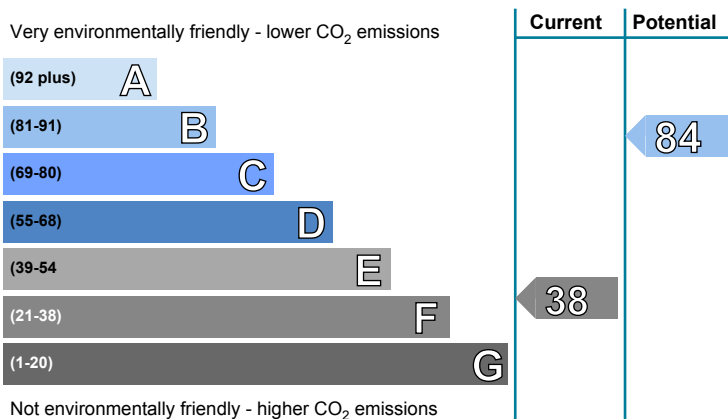 Very environmentally friendly - lower CO2 emissions
Current
Potential
(92 plus) A
(81-91) B
84
(69-80) C
(55-68) D
(39-54 E
38
(21-38) F
(1-20) G
Not environmentally friendly - higher CO2 emissions